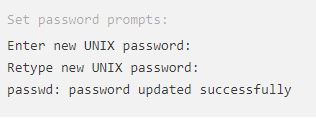 Set password prompts:
Enter new UNIX password:
Retype new UNIX password:
passwd: password updated successfully